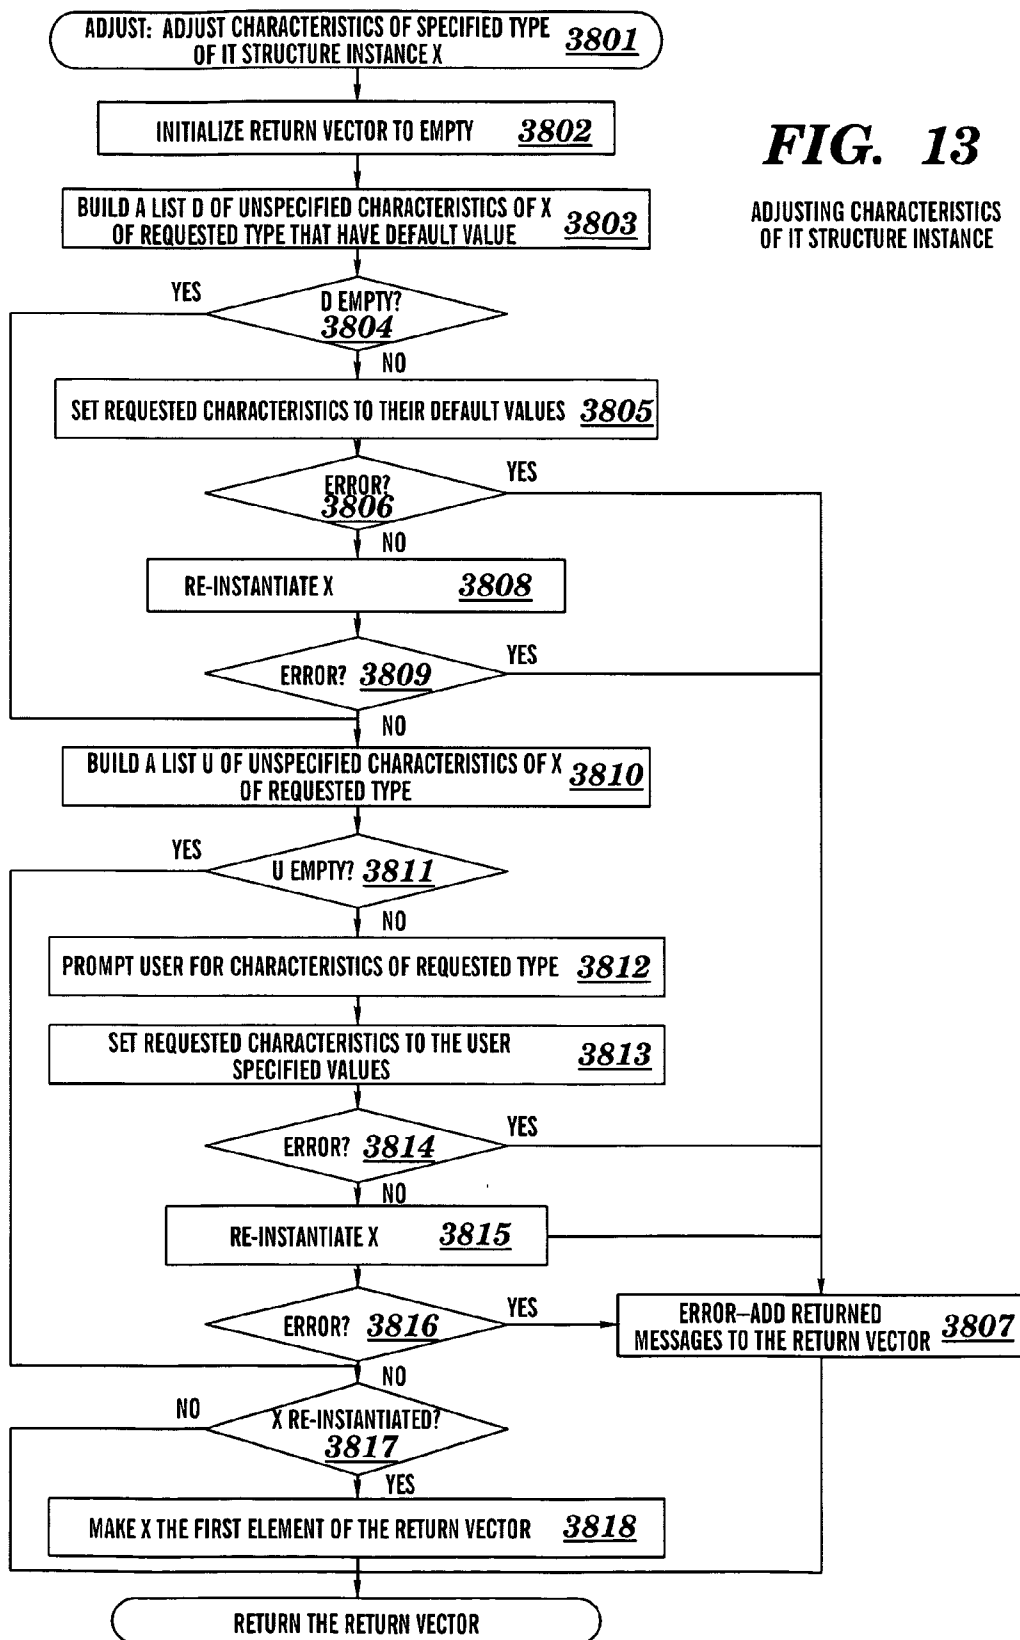 ADJUST: ADJUST CHARACTERISTICS OF SPECIFIED TYPE
OF IT STRUCTURE INSTANCE X
3801
INITIALIZE RETURN VECTOR TO EMPTY 3802
FIG. 13
ADJUSTING CHARACTERISTICS
OF IT STRUCTURE INSTANCE
BUILD A LIST D OF UNSPECIFIED CHARACTERISTICS OF X
OF REQUESTED TYPE THAT HAVE DEFAULT VALUE
3803
YES
D EMPTY?
3804
NO
SET REQUESTED CHARACTERISTICS TO THEIR DEFAULT VALUES 3805
YES
ERROR?
3806
NO
RE-INSTANTIATE X 3808
YES
ERROR? 3809
NO
BUILD A LIST U OF UNSPECIFIED CHARACTERISTICS OF X
OF REQUESTED TYPE
3810
YES
U EMPTY? 3811
NO
PROMPT USER FOR CHARACTERISTICS OF REQUESTED TYPE 3812
SET REQUESTED CHARACTERISTICS TO THE USER
SPECIFIED VALUES
3813
YES
ERROR? 3814
NO
RE-INSTANTIATE X 3815
YES
ERROR? 3816
NO
ERROR–ADD RETURNED
MESSAGES TO THE RETURN VECTOR
3807
NO
X RE-INSTANTIATED?
3817
YES
MAKE X THE FIRST ELEMENT OF THE RETURN VECTOR 3818
RETURN THE RETURN VECTOR